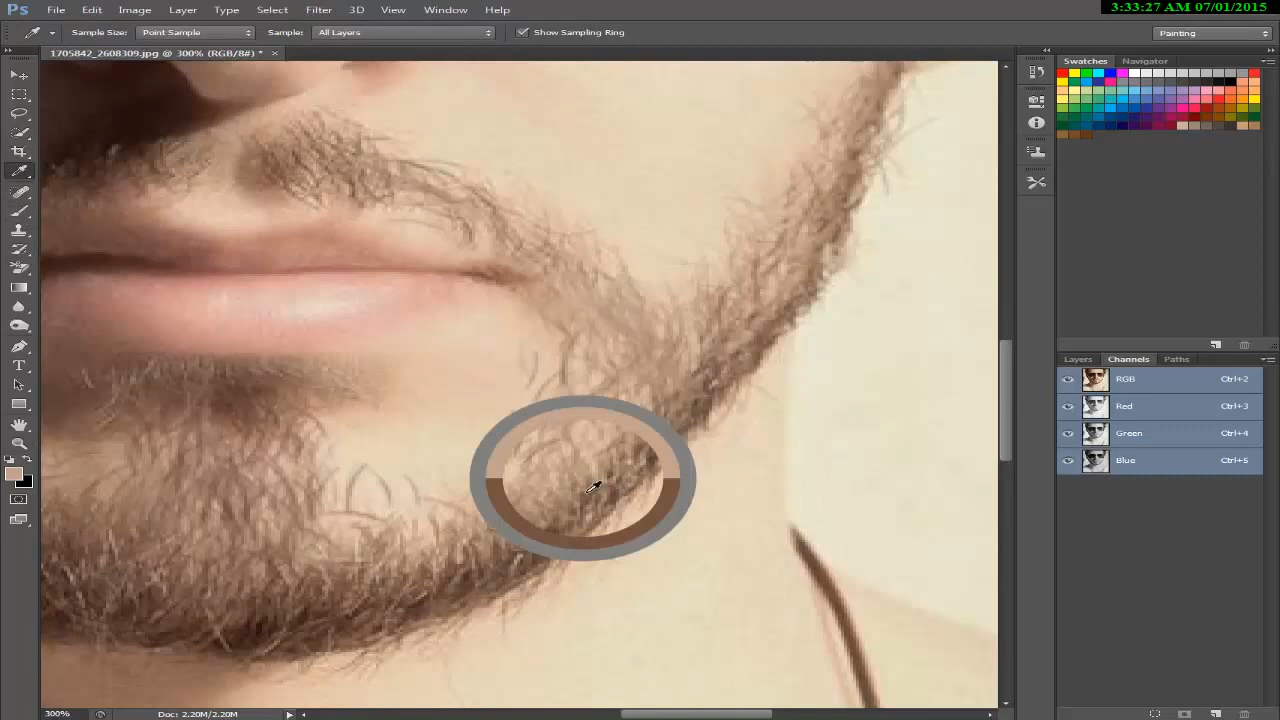 Ps File Edit Image Layer Type Select Filter 3D View Window Help
3:33:27 AM 07/01/2015
Sample Size: Point Sample Sample: All Layers Show Sampling Ring Painting
1705842_2608309.jpg @ 300% (RGB/8#) * ×
Swatches Navigator
Layers Channels Paths
RGB Ctrl+2
Red Ctrl+3
Green Ctrl+4
Blue Ctrl+5
300% Doc: 2.20M/2.20M